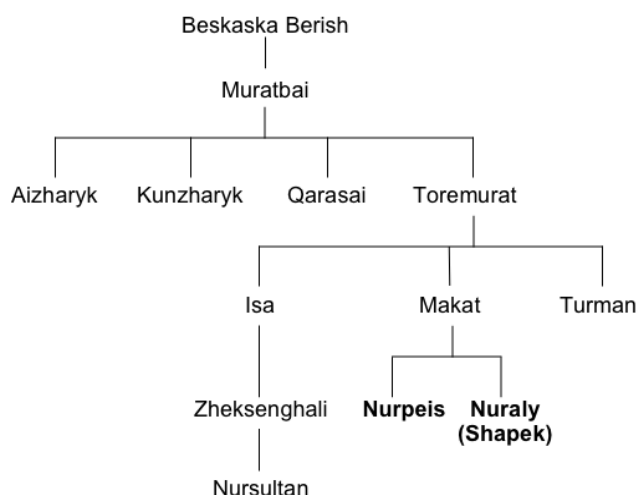 Beskaska Berish
Muratbai
Aizharyk Kunzharyk Qarasai Toremurat
Isa Makat Turman
Zheksenghali Nurpeis Nuraly
(Shapek)
Nursultan